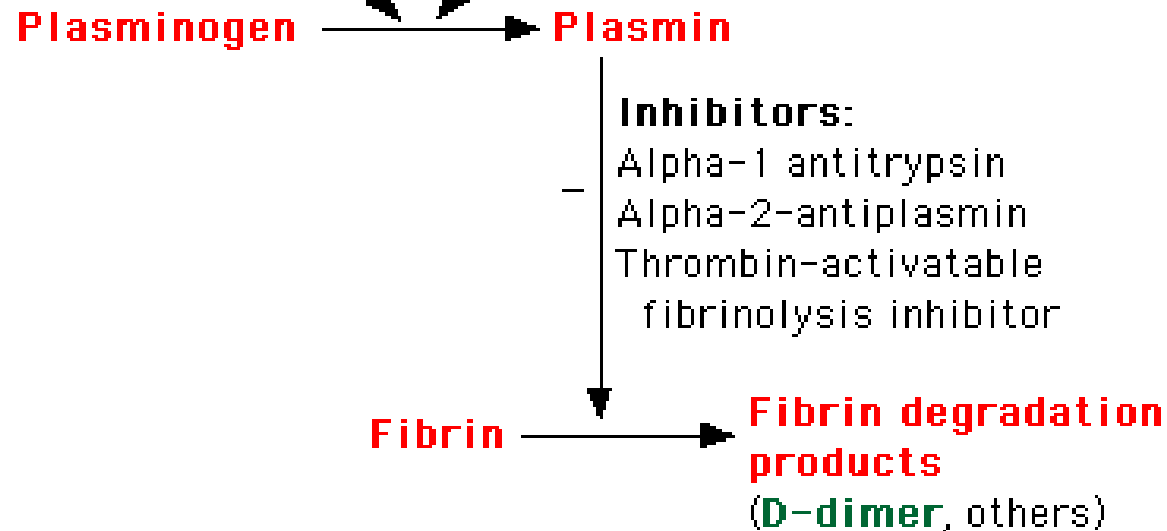 Plasminogen
Plasmin
Inhibitors:
Alpha-1 antitrypsin
Alpha-2-antiplasmin
Thrombin-activatable
fibrinolysis inhibitor
–
Fibrin
Fibrin degradation
products
(D-dimer, others)